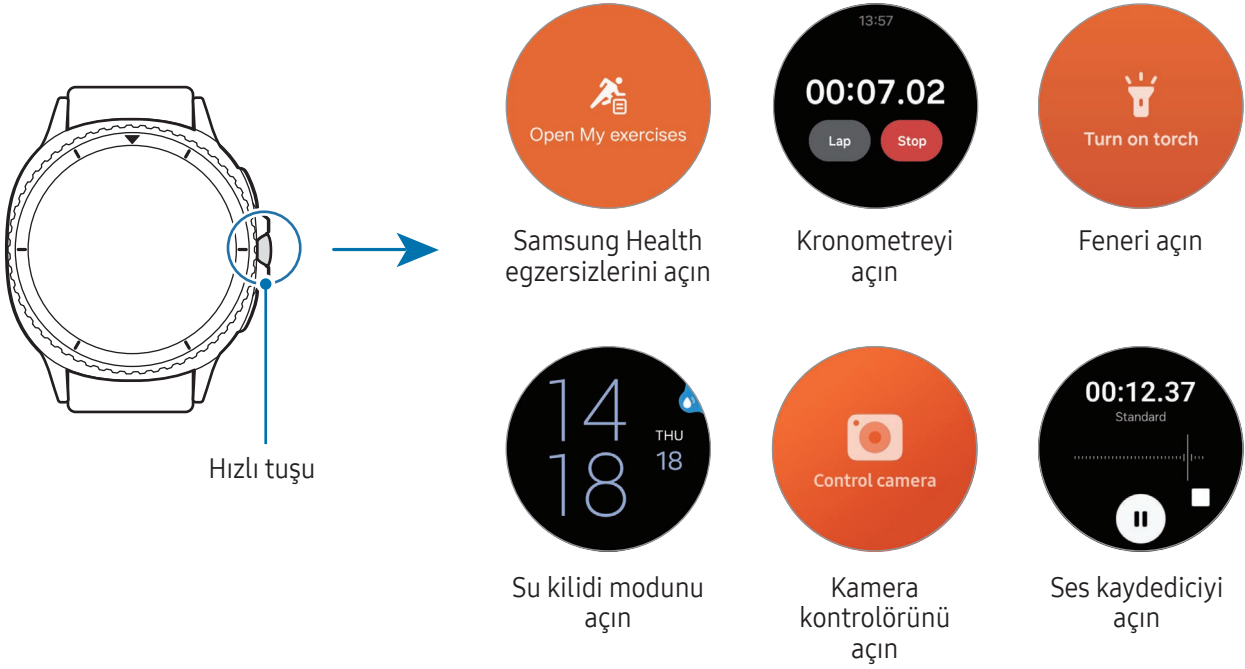 Hızlı tuşu
Open My exercises
Samsung Health
egzersizlerini açın
13:57
00:07.02
Lap
Stop
Kronometreyi
açın
Turn on torch
Feneri açın
14
18
THU
18
Su kilidi modunu
açın
Control camera
Kamera
kontrolörünü
açın
00:12.37
Standard
Ses kaydediciyi
açın